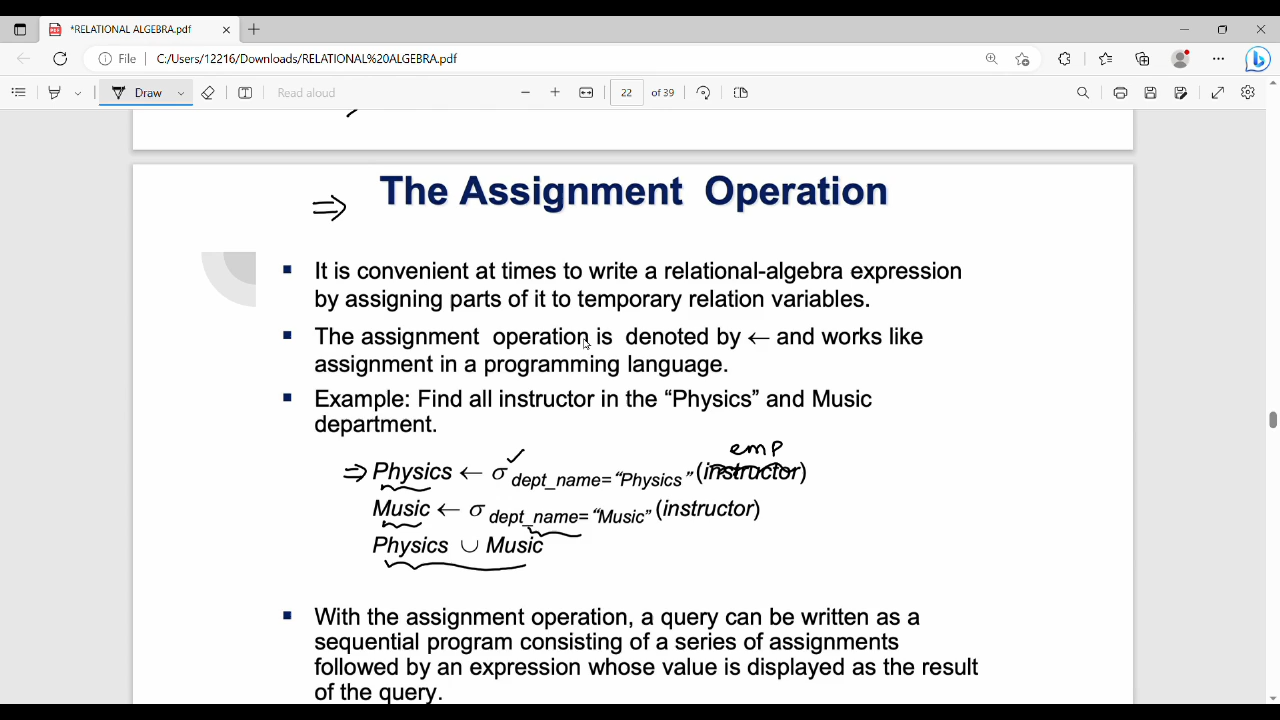 *RELATIONAL ALGEBRA.pdf
File C:/Users/12216/Downloads/RELATIONAL%20ALGEBRA.pdf
Draw Read aloud 22 of 39
⇒ The Assignment Operation
▪ It is convenient at times to write a relational-algebra expression
by assigning parts of it to temporary relation variables.
▪ The assignment operation is denoted by ← and works like
assignment in a programming language.
▪ Example: Find all instructor in the “Physics” and Music
department.
emp
⇒ Physics ← σ dept_name= “Physics” (instructor)
Music ← σ dept_name= “Music” (instructor)
Physics ∪ Music
▪ With the assignment operation, a query can be written as a
sequential program consisting of a series of assignments
followed by an expression whose value is displayed as the result
of the query.